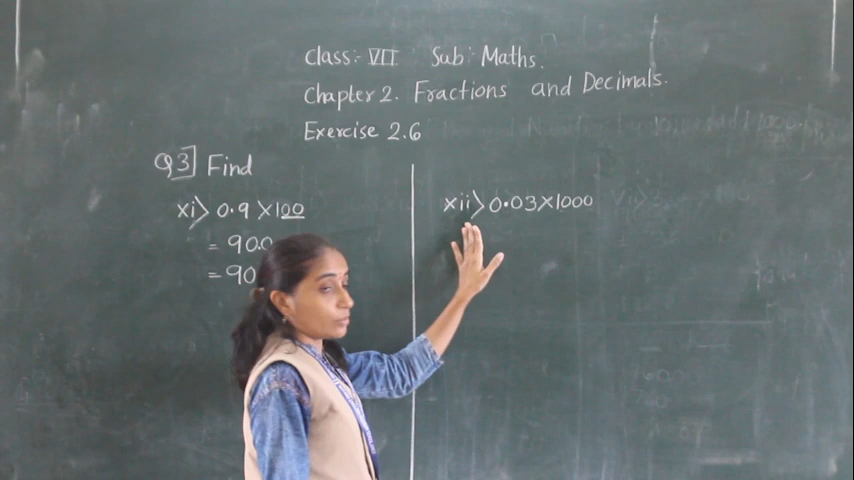 Class:- VII Sub:- Maths.
Chapter 2. Fractions and Decimals.
Exercise 2.6
Q3] Find
xi> 0.9 × 100
= 90.0
= 90
xii> 0.03 × 1000